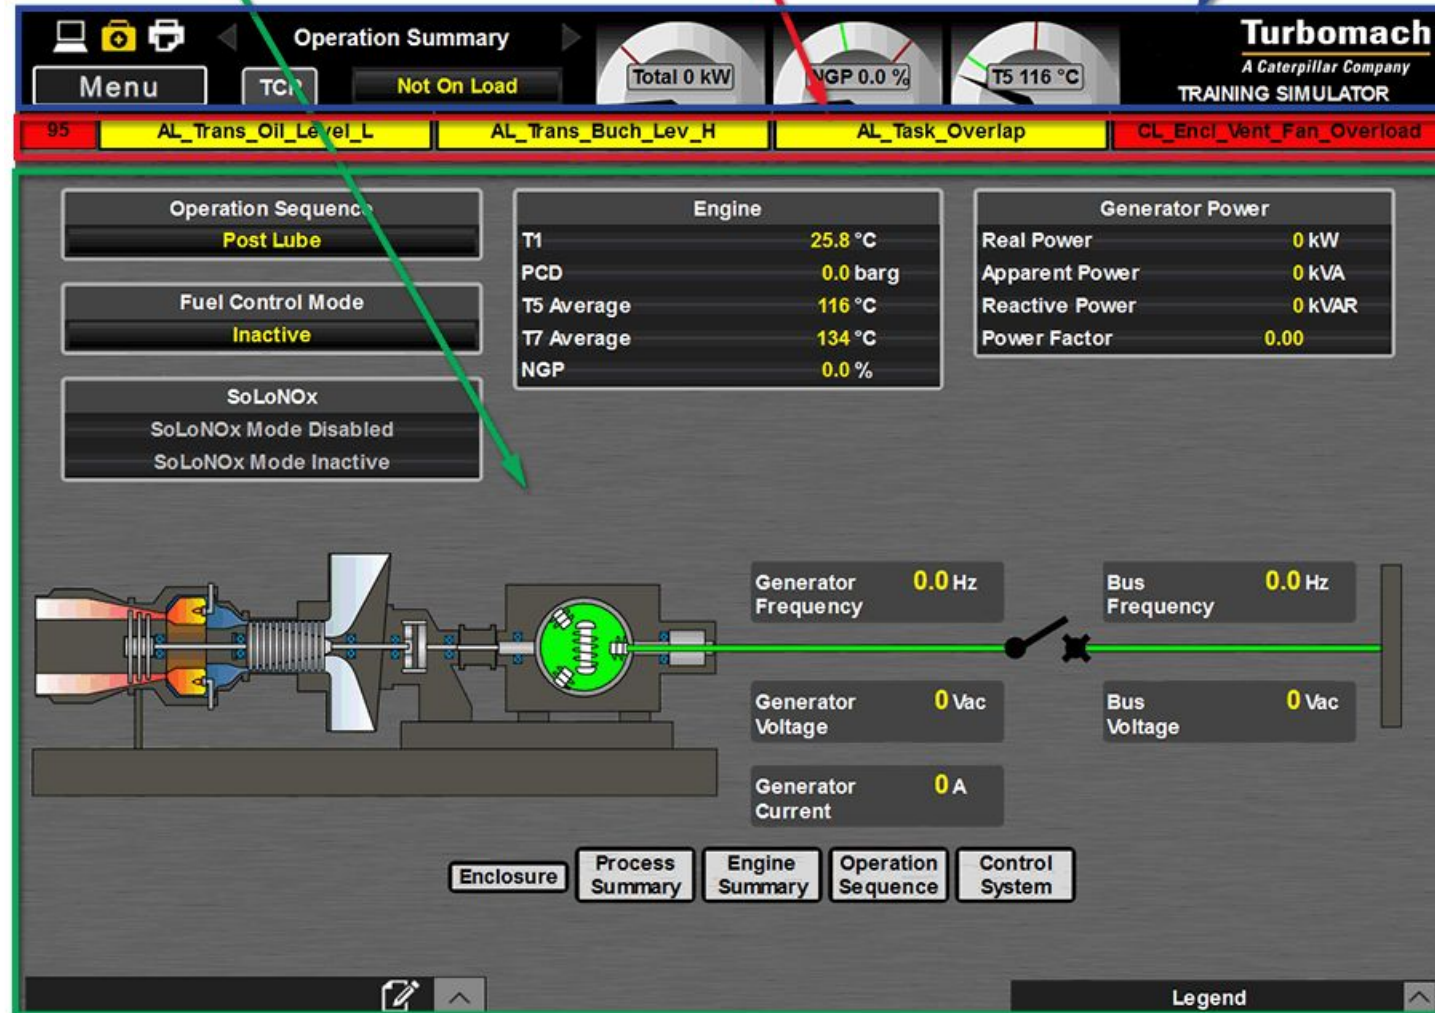 Operation Summary
Turbomach
A Caterpillar Company
TRAINING SIMULATOR
Menu
TCP
Not On Load
Total 0 kW
NGP 0.0 %
T5 116 °C
95
AL_Trans_Oil_Level_L
AL_Trans_Buch_Lev_H
AL_Task_Overlap
CL_Encl_Vent_Fan_Overload
Operation Sequence
Post Lube
Fuel Control Mode
Inactive
SoLoNOx
SoLoNOx Mode Disabled
SoLoNOx Mode Inactive
Engine
T1 25.8 °C
PCD 0.0 barg
T5 Average 116 °C
T7 Average 134 °C
NGP 0.0 %
Generator Power
Real Power 0 kW
Apparent Power 0 kVA
Reactive Power 0 kVAR
Power Factor 0.00
Generator 0.0 Hz
Frequency
Bus 0.0 Hz
Frequency
Generator 0 Vac
Voltage
Bus 0 Vac
Voltage
Generator 0 A
Current
Enclosure
Process
Summary
Engine
Summary
Operation
Sequence
Control
System
Legend